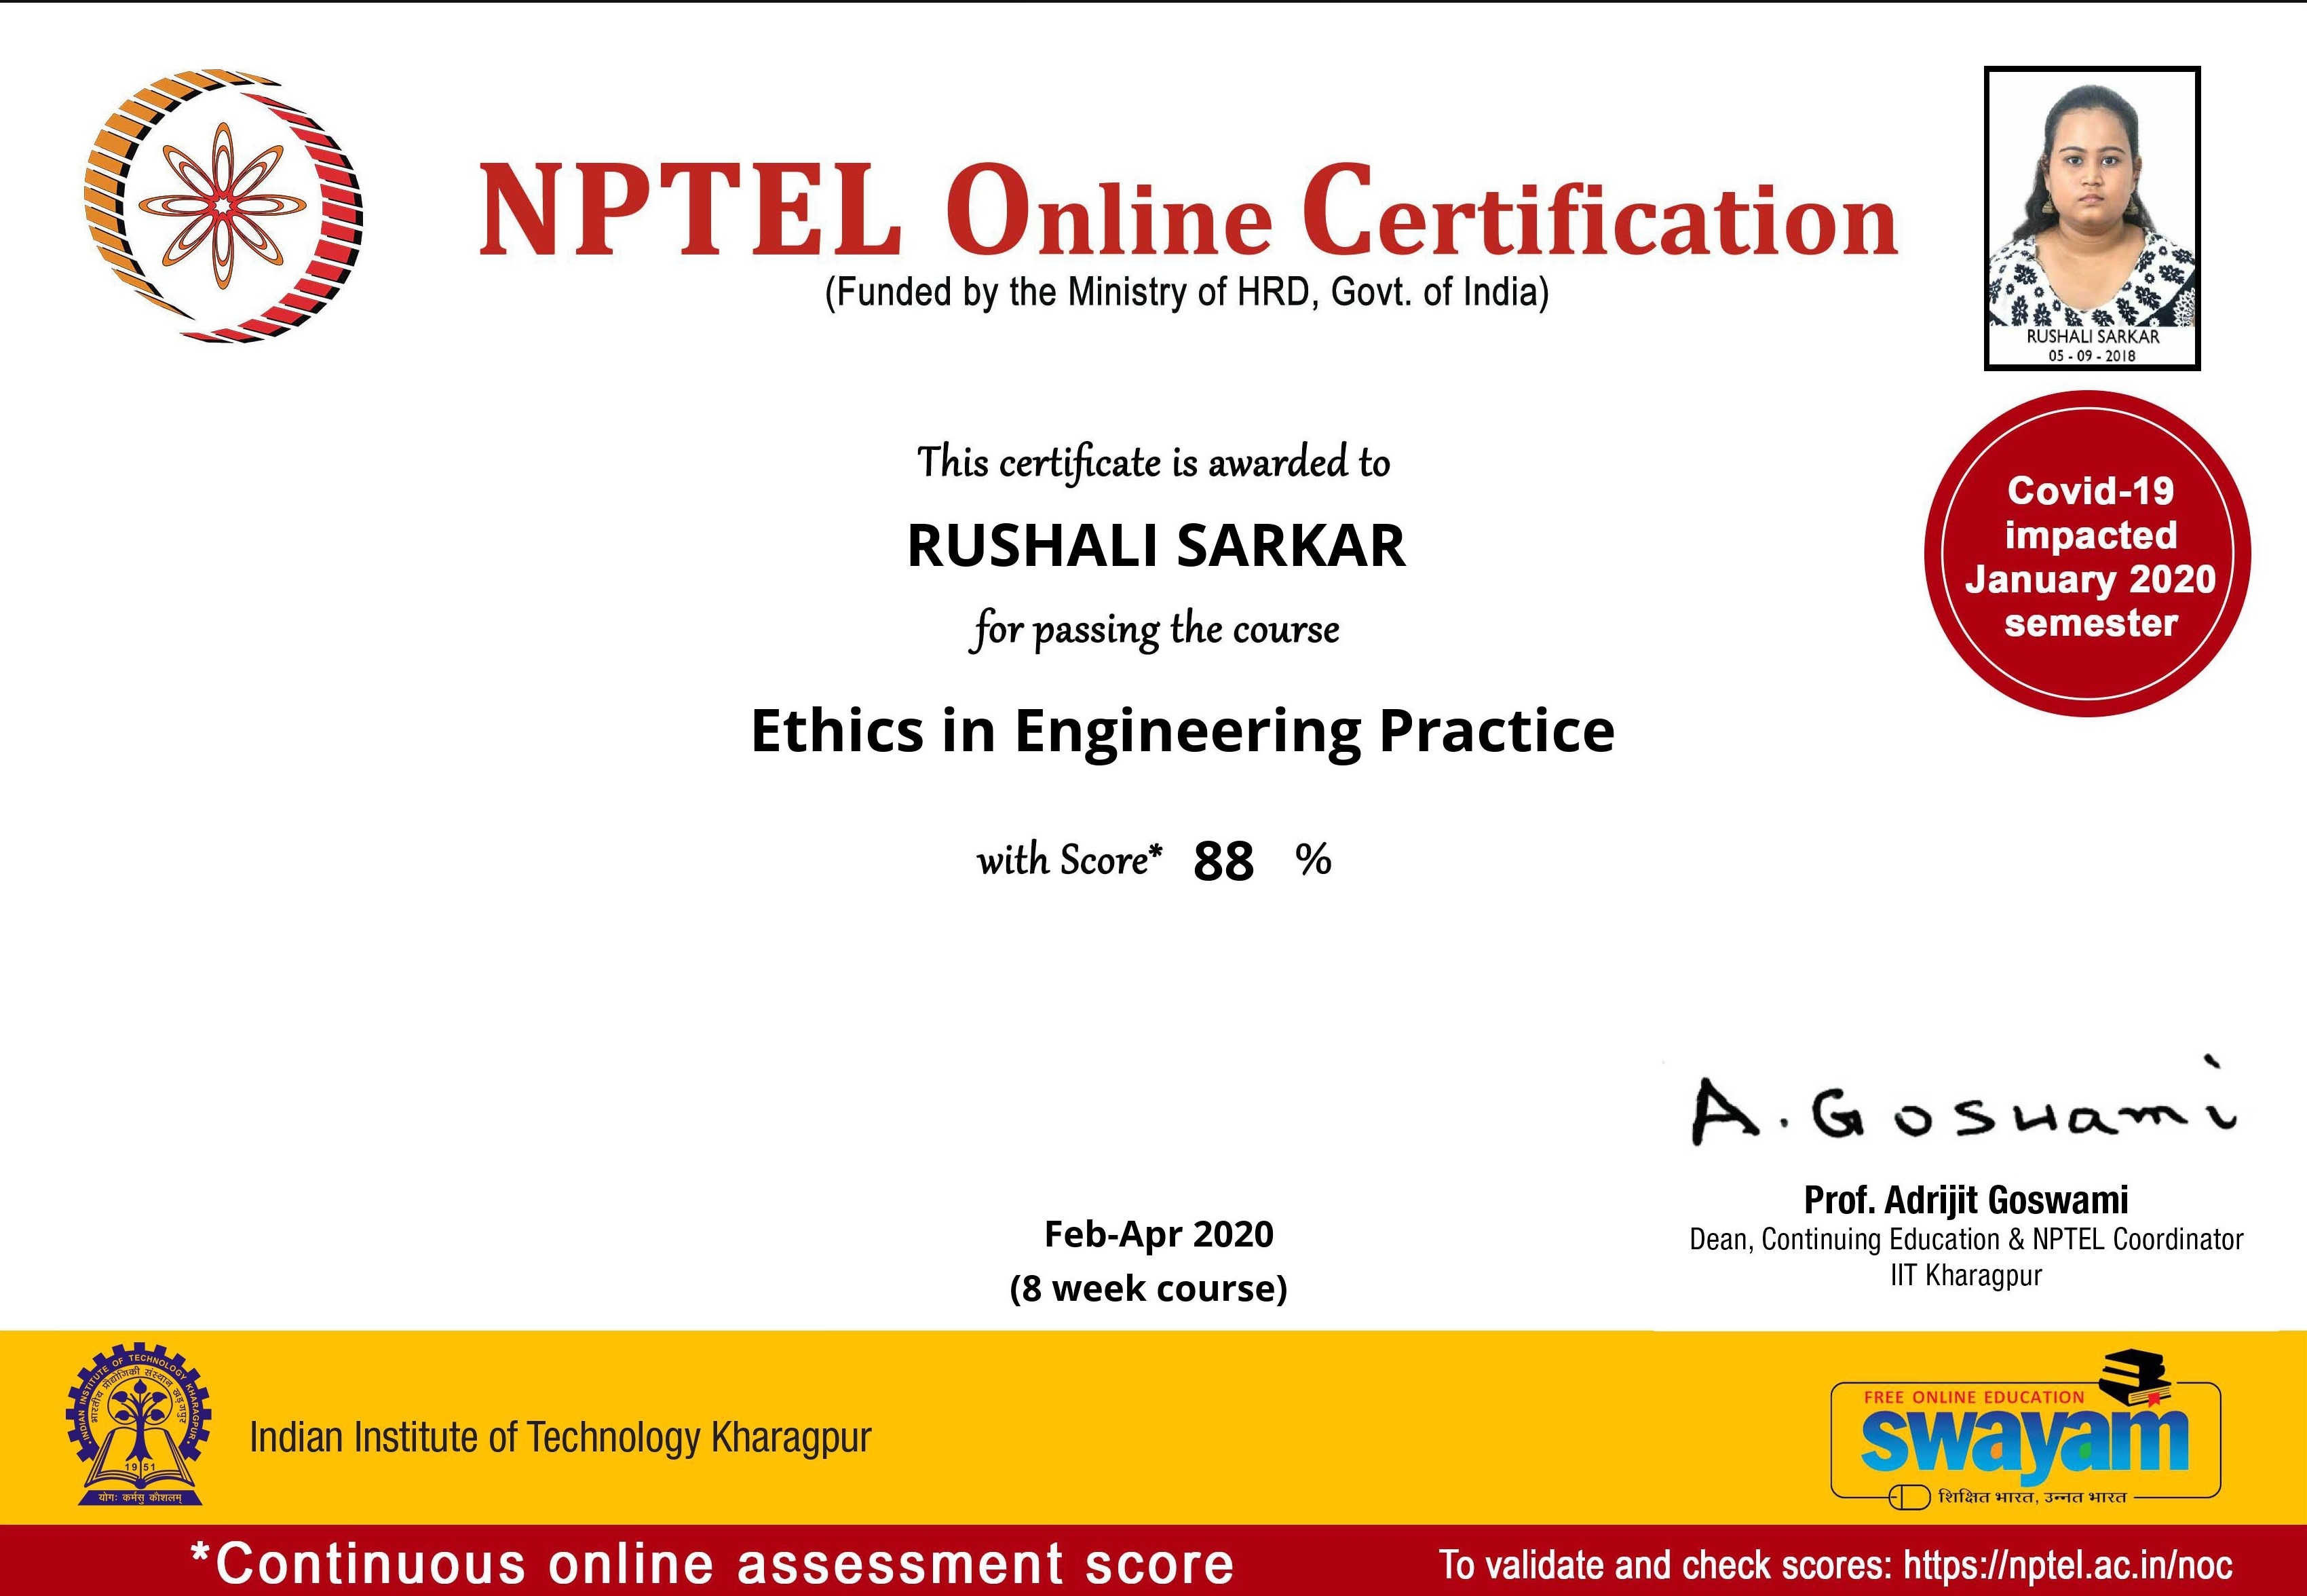 NPTEL Online Certification
(Funded by the Ministry of HRD, Govt. of India)
RUSHALI SARKAR
05 - 09 - 2018
Covid-19
impacted
January 2020
semester
This certificate is awarded to
RUSHALI SARKAR
for passing the course
Ethics in Engineering Practice
with Score* 88 %
A. Goswami
Prof. Adrijit Goswami
Dean, Continuing Education & NPTEL Coordinator
IIT Kharagpur
Feb-Apr 2020
(8 week course)
INDIAN INSTITUTE OF TECHNOLOGY KHARAGPUR
भारतीय प्रौद्योगिकी संस्थान खड़गपुर
19 51
योगः कर्मसु कौशलम्
Indian Institute of Technology Kharagpur
FREE ONLINE EDUCATION
swayam
शिक्षित भारत, उन्नत भारत
*Continuous online assessment score
To validate and check scores: https://nptel.ac.in/noc